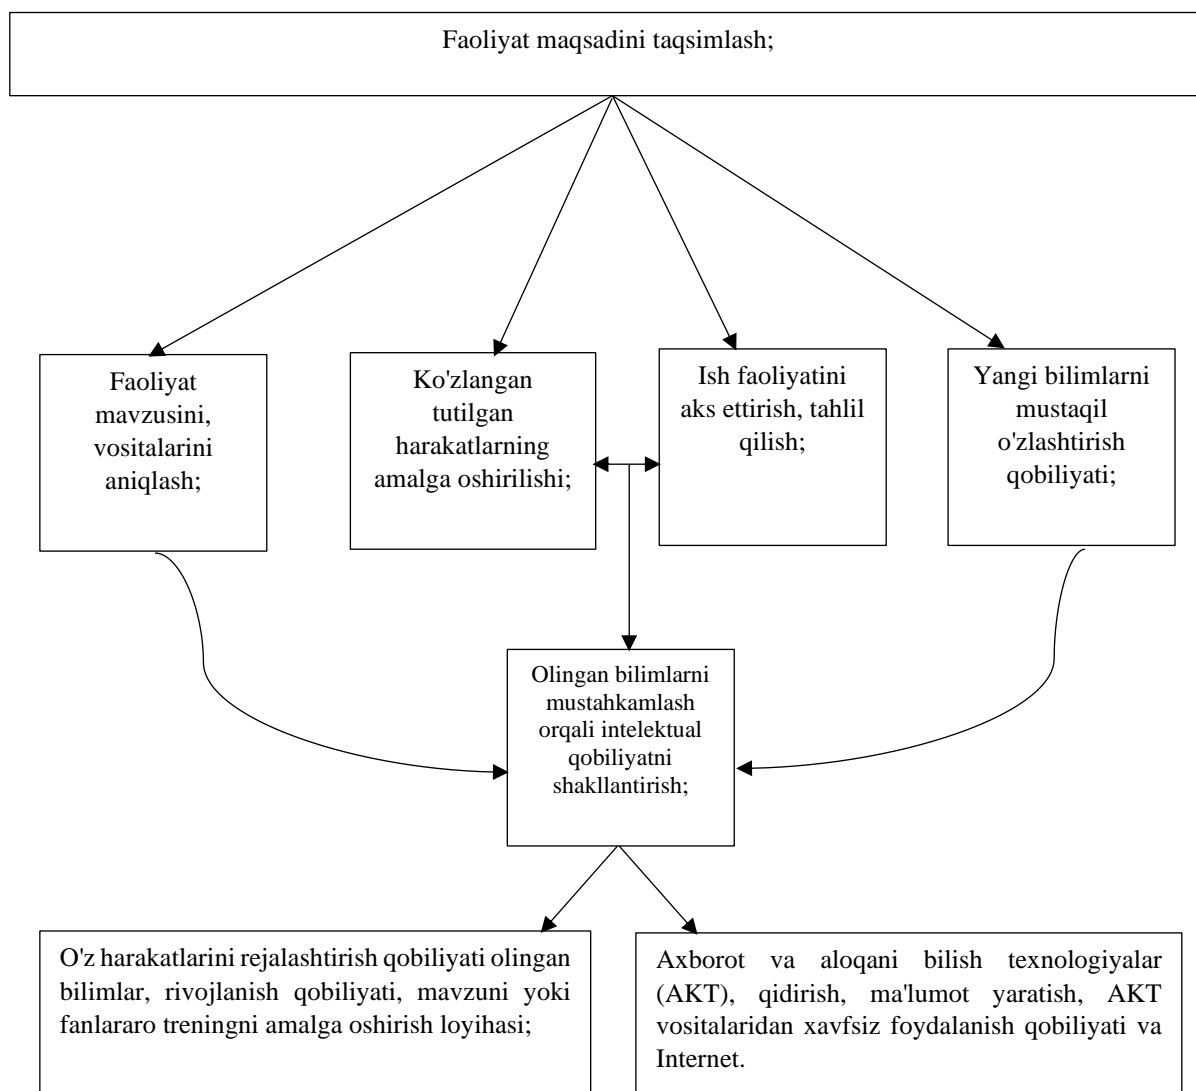 Faoliyat maqsadini taqsimlash;
Faoliyat
mavzusini,
vositalarini
aniqlash;
Ko'zlangan
tutilgan
harakatlarning
amalga oshirilishi;
Ish faoliyatini
aks ettirish, tahlil
qilish;
Yangi bilimlarni
mustaqil
o'zlashtirish
qobiliyati;
Olingan bilimlarni
mustahkamlash
orqali intelektual
qobiliyatni
shakllantirish;
O'z harakatlarini rejalashtirish qobiliyati olingan
bilimlar, rivojlanish qobiliyati, mavzuni yoki
fanlararo treningni amalga oshirish loyihasi;
Axborot va aloqani bilish texnologiyalar
(AKT), qidirish, ma'lumot yaratish, AKT
vositalaridan xavfsiz foydalanish qobiliyati va
Internet.